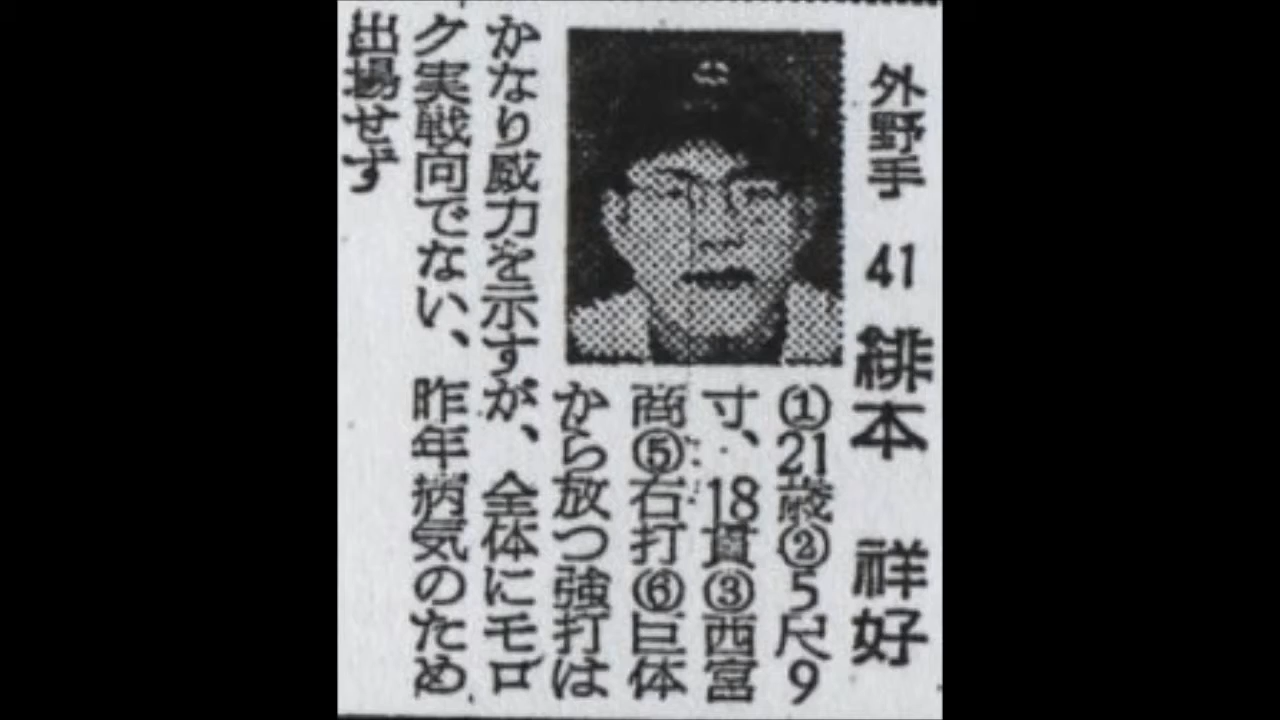 外野手 41 緋本 祥好
①21歳②5尺9
寸、18貫③西宮
商⑤右打⑥巨体
から放つ強打は
かなり威力を示すが、全体にモロ
ク実戦向でない、昨年病気のため
出場せず